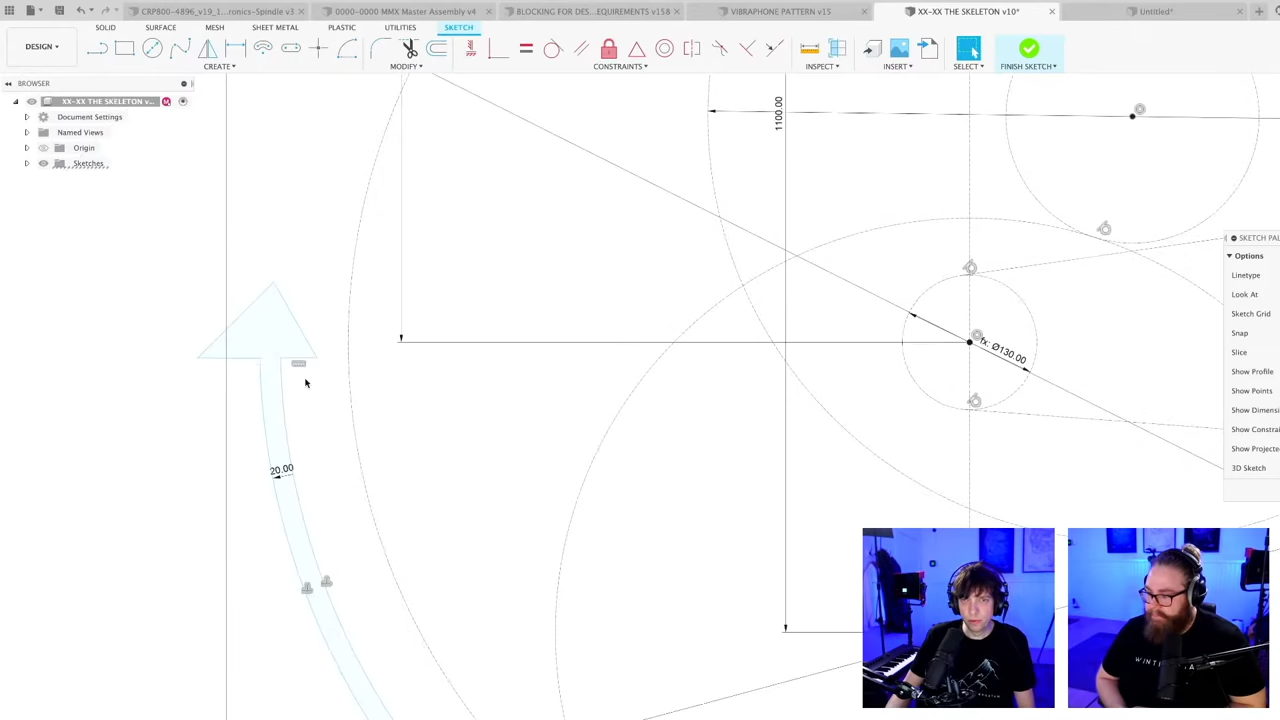 CRP800-4896_v19_1...ronics-Spindle v3
0000-0000 MMX Master Assembly v4
BLOCKING FOR DES...EQUIREMENTS v158
VIBRAPHONE PATTERN v15
XX-XX THE SKELETON v10*
Untitled*
SOLID
SURFACE
MESH
SHEET METAL
PLASTIC
UTILITIES
SKETCH
DESIGN
CREATE
MODIFY
CONSTRAINTS
INSPECT
INSERT
SELECT
FINISH SKETCH
BROWSER
XX-XX THE SKELETON v...
Document Settings
Named Views
Origin
Sketches
1100.00
fx: Ø130.00
20.00
SKETCH PAL
Options
Linetype
Look At
Sketch Grid
Snap
Slice
Show Profile
Show Points
Show Dimensi
Show Constrai
Show Projecte
3D Sketch